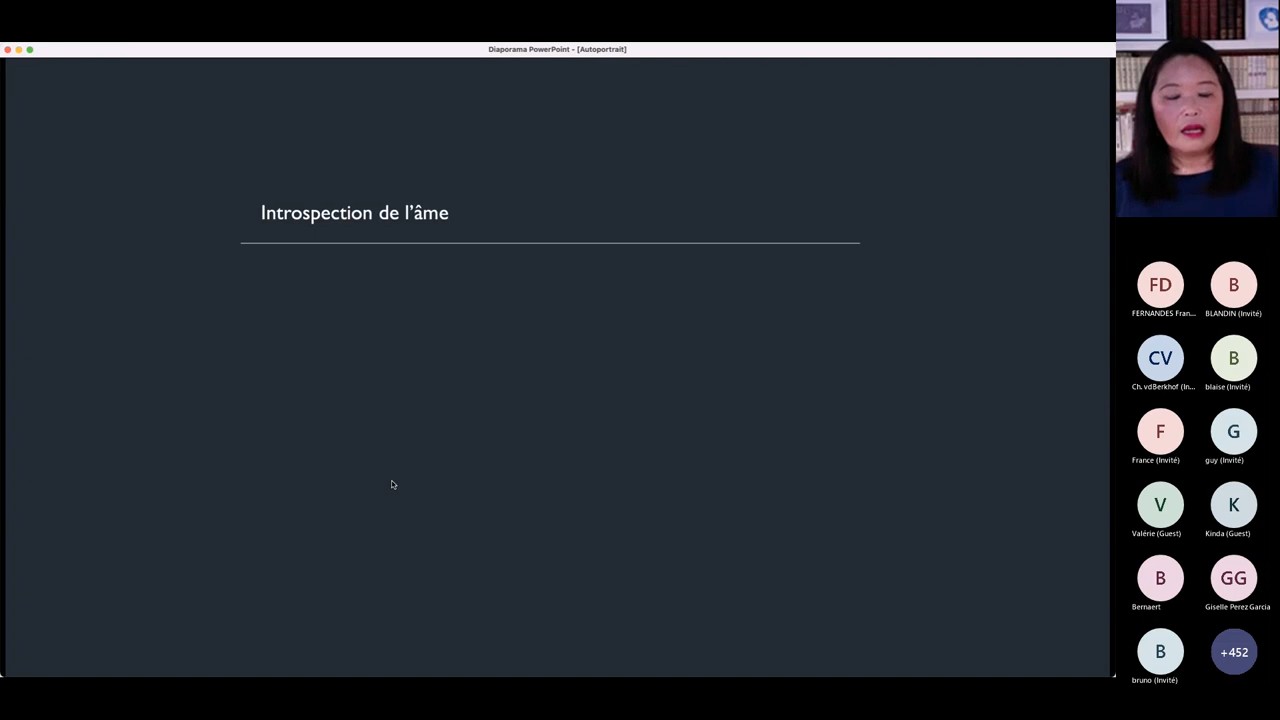 Diaporama PowerPoint - [Autoportrait]
Introspection de l'âme
FD
B
FERNANDES Fran...
BLANDIN (Invité)
CV
B
Ch. vdBerkhof (In...
blaise (Invité)
F
G
France (Invité)
guy (Invité)
V
K
Valérie (Guest)
Kinda (Guest)
B
GG
Bernaert
Giselle Perez Garcia
B
+452
bruno (Invité)